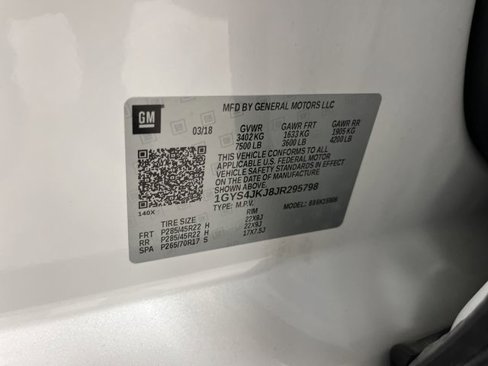 GM
MFD BY GENERAL MOTORS LLC
03/18
GVWR GAWR FRT GAWR RR
3402 KG 1633 KG 1905 KG
7500 LB 3600 LB 4200 LB
THIS VEHICLE CONFORMS TO ALL
APPLICABLE U.S. FEDERAL MOTOR
VEHICLE SAFETY STANDARDS IN EFFECT
ON THE DATE OF MANUFACTURE
SHOWN ABOVE.
1GYS4JKJ8JR295798
140X
TYPE: M.P.V. MODEL:
TIRE SIZE RIM
FRT P285/45R22 H 22X9J
RR P285/45R22 H 22X9J
SPA P265/70R17 S 17X7.5J